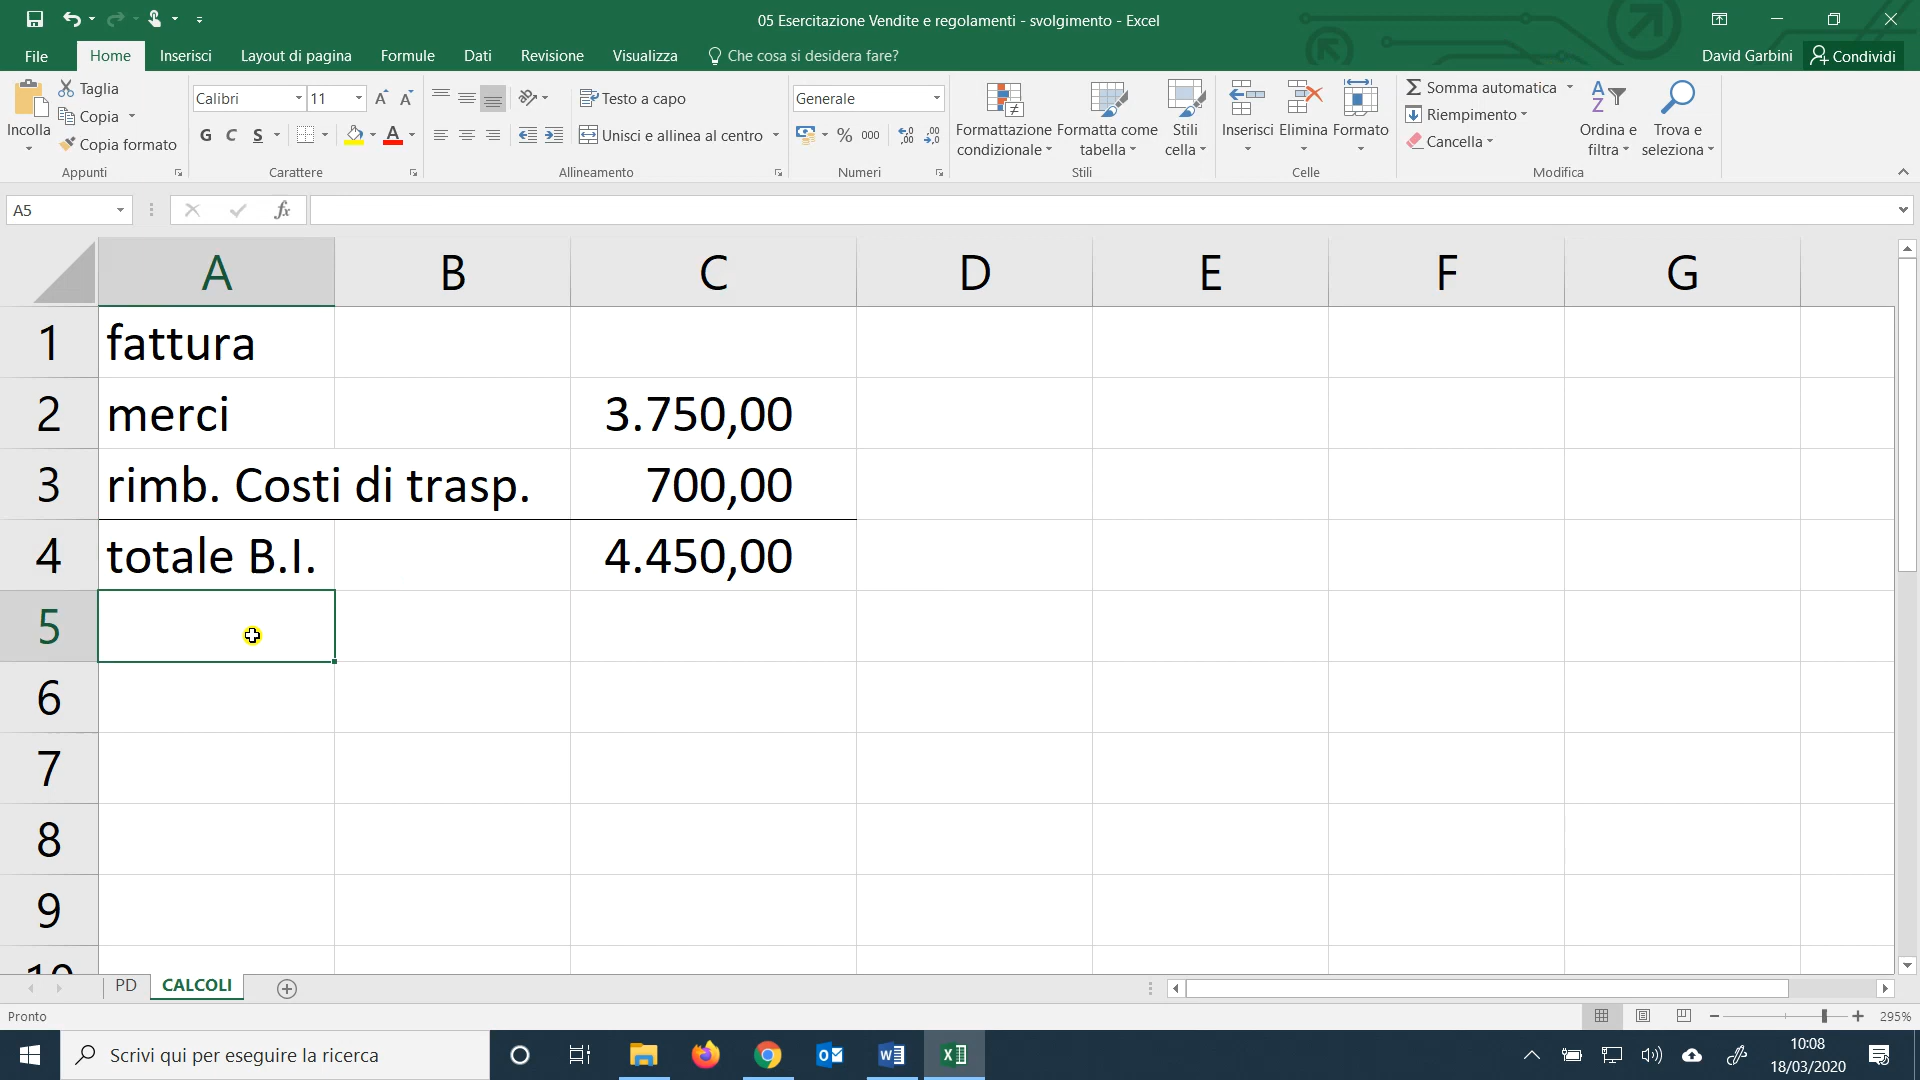 05 Esercitazione Vendite e regolamenti - svolgimento - Excel
File Home Inserisci Layout di pagina Formule Dati Revisione Visualizza Che cosa si desidera fare? David Garbini Condividi
Incolla
Taglia
Copia
Copia formato
Appunti
Calibri 11
G C S
A A
A
Carattere
Testo a capo
Unisci e allinea al centro
Allineamento
Generale
% 000 ,00
Numeri
Formattazione condizionale
Formatta come tabella
Stili cella
Stili
Inserisci Elimina Formato
Celle
Somma automatica
Riempimento
Cancella
Ordina e filtra
Trova e seleziona
Modifica
A5
fx
A B C D E F G
1 fattura
2 merci 3.750,00
3 rimb. Costi di trasp. 700,00
4 totale B.I. 4.450,00
5
6
7
8
9
10
PD CALCOLI
Pronto
295%
Scrivi qui per eseguire la ricerca
10:08
18/03/2020